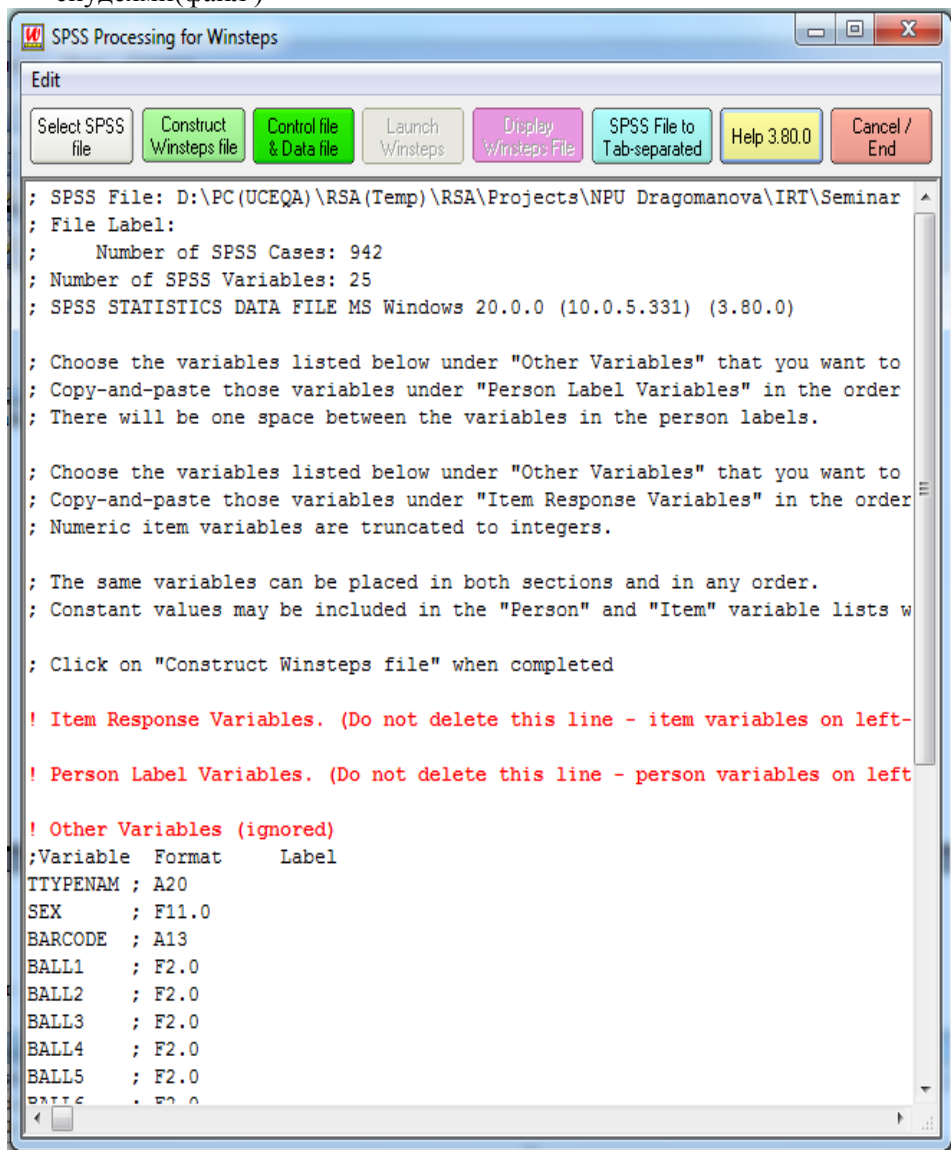 SPSS Processing for Winsteps
Edit
Select SPSS file
Construct Winsteps file
Control file & Data file
Launch Winsteps
Display Winsteps File
SPSS File to Tab-separated
Help 3.80.0
Cancel / End
; SPSS File: D:\PC(UCEQA)\RSA(Temp)\RSA\Projects\NPU Dragomanova\IRT\Seminar
; File Label:
; Number of SPSS Cases: 942
; Number of SPSS Variables: 25
; SPSS STATISTICS DATA FILE MS Windows 20.0.0 (10.0.5.331) (3.80.0)
; Choose the variables listed below under "Other Variables" that you want to
; Copy-and-paste those variables under "Person Label Variables" in the order
; There will be one space between the variables in the person labels.
; Choose the variables listed below under "Other Variables" that you want to
; Copy-and-paste those variables under "Item Response Variables" in the order
; Numeric item variables are truncated to integers.
; The same variables can be placed in both sections and in any order.
; Constant values may be included in the "Person" and "Item" variable lists w
; Click on "Construct Winsteps file" when completed
! Item Response Variables. (Do not delete this line - item variables on left-
! Person Label Variables. (Do not delete this line - person variables on left
! Other Variables (ignored)
;Variable Format Label
TTYPENAM ; A20
SEX ; F11.0
BARCODE ; A13
BALL1 ; F2.0
BALL2 ; F2.0
BALL3 ; F2.0
BALL4 ; F2.0
BALL5 ; F2.0